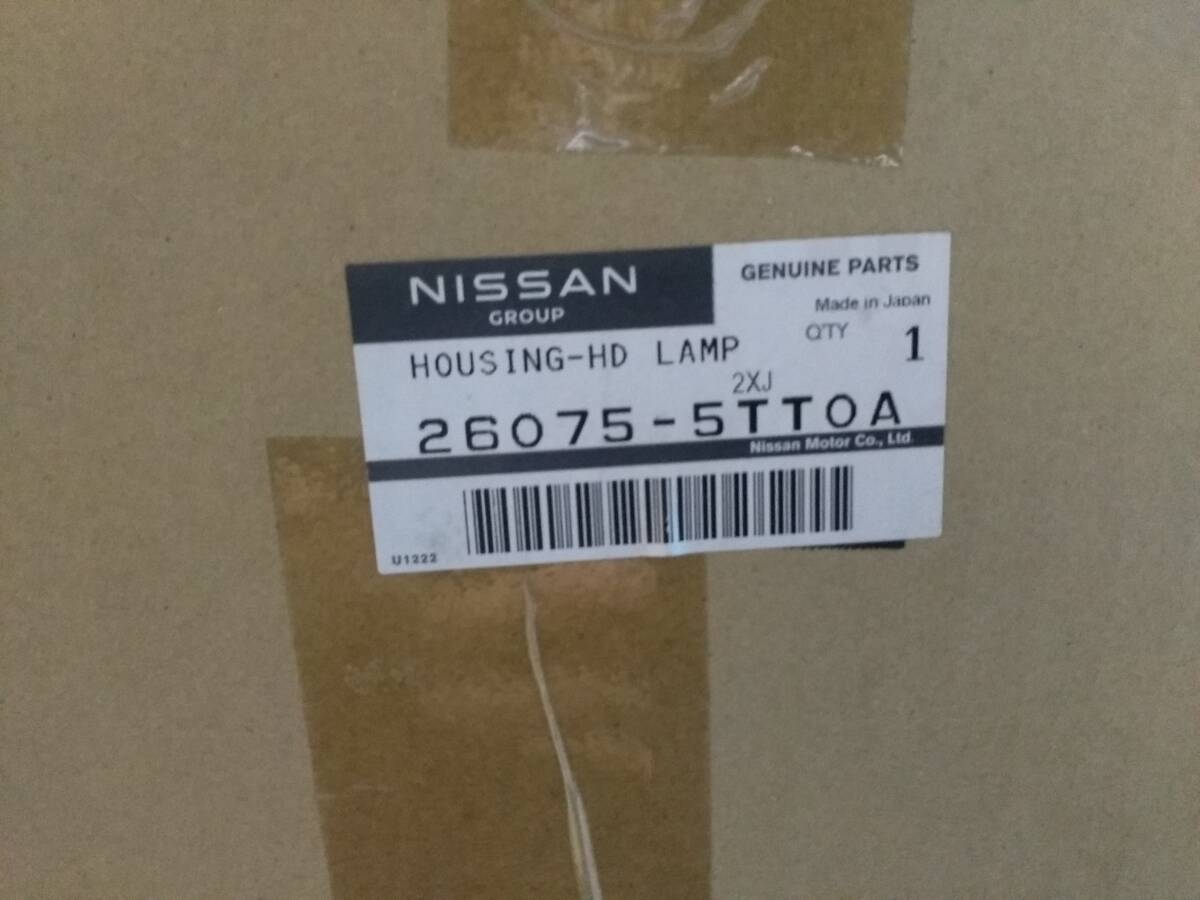 NISSAN
GROUP
GENUINE PARTS
Made in Japan
Q'TY 1
HOUSING-HD LAMP
2XJ
26075-5TT0A
Nissan Motor Co., Ltd.
U1222